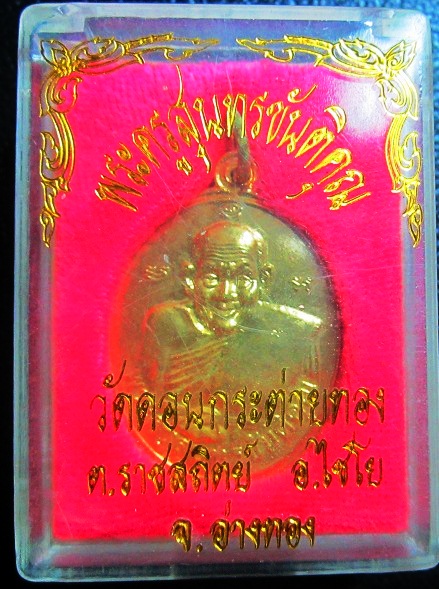 พระครูสุนทรขันติคุณ
วัดดอนกระต่ายทอง
ต.ราชสถิตย์ อ.ไชโย
จ.อ่างทอง